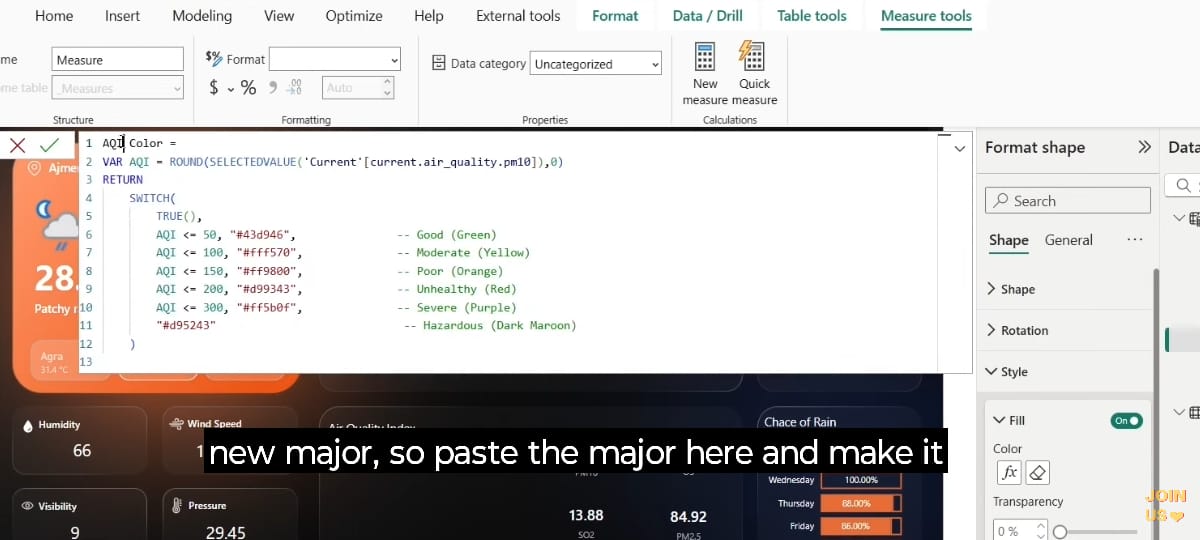 Home Insert Modeling View Optimize Help External tools Format Data / Drill Table tools Measure tools
me Measure
$% Format
Data category Uncategorized
New measure
Quick measure
me table _Measures
$ % Auto
Structure Formatting Properties Calculations
1 AQI Color =
2 VAR AQI = ROUND(SELECTEDVALUE('Current'[current.air_quality.pm10]),0)
3 RETURN
4 SWITCH(
5 TRUE(),
6 AQI <= 50, "#43d946", -- Good (Green)
7 AQI <= 100, "#fff570", -- Moderate (Yellow)
8 AQI <= 150, "#ff9800", -- Poor (Orange)
9 AQI <= 200, "#d99343", -- Unhealthy (Red)
10 AQI <= 300, "#ff5b0f", -- Severe (Purple)
11 "#d95243" -- Hazardous (Dark Maroon)
12 )
13
Ajme
28.
Patchy r
Agra
31.4 °C
Format shape
Data
Search
Shape General
Shape
Rotation
Style
Fill On
Color
fx
Transparency
0 %
Humidity
66
Wind Speed
1
Air Quality Index
Chace of Rain
new major, so paste the major here and make it
PM10
Wednesday 100.00%
Thursday 68.00%
Friday 86.00%
Visibility
9
Pressure
29.45
13.88
SO2
84.92
PM2.5
JOIN
US